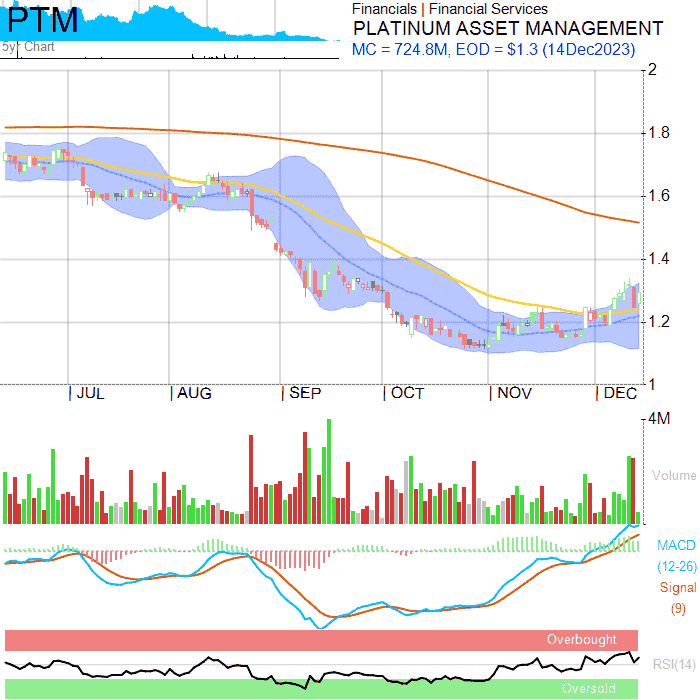 PTM
5yr Chart
Financials | Financial Services
PLATINUM ASSET MANAGEMENT
MC = 724.8M, EOD = $1.3 (14Dec2023)
2
1.8
1.6
1.4
1.2
1
| JUL | AUG | SEP | OCT | NOV | DEC
4M
Volume
MACD
(12-26)
Signal
(9)
Overbought
RSI(14)
Oversold